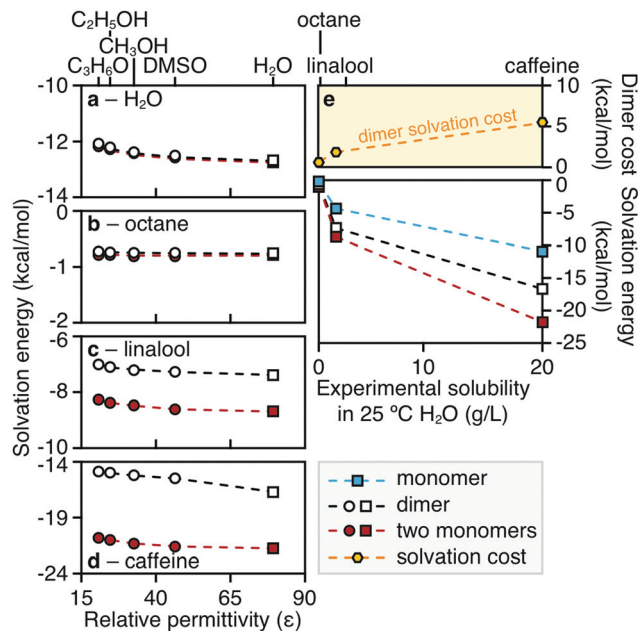 C₂H₅OH
CH₃OH
C₃H₆O DMSO H₂O
Solvation energy (kcal/mol)
-10
-12
-14
a – H₂O
0
-1
-2
b – octane
-6
-8
-10
c – linalool
-14
-19
-24
d – caffeine
15 40 65 90
Relative permittivity (ε)
octane
linalool caffeine
e
dimer solvation cost
10
5
0
Dimer cost
(kcal/mol)
0
-5
-10
-15
-20
-25
Solvation energy
(kcal/mol)
0 10 20
Experimental solubility
in 25 ºC H₂O (g/L)
monomer
dimer
two monomers
solvation cost